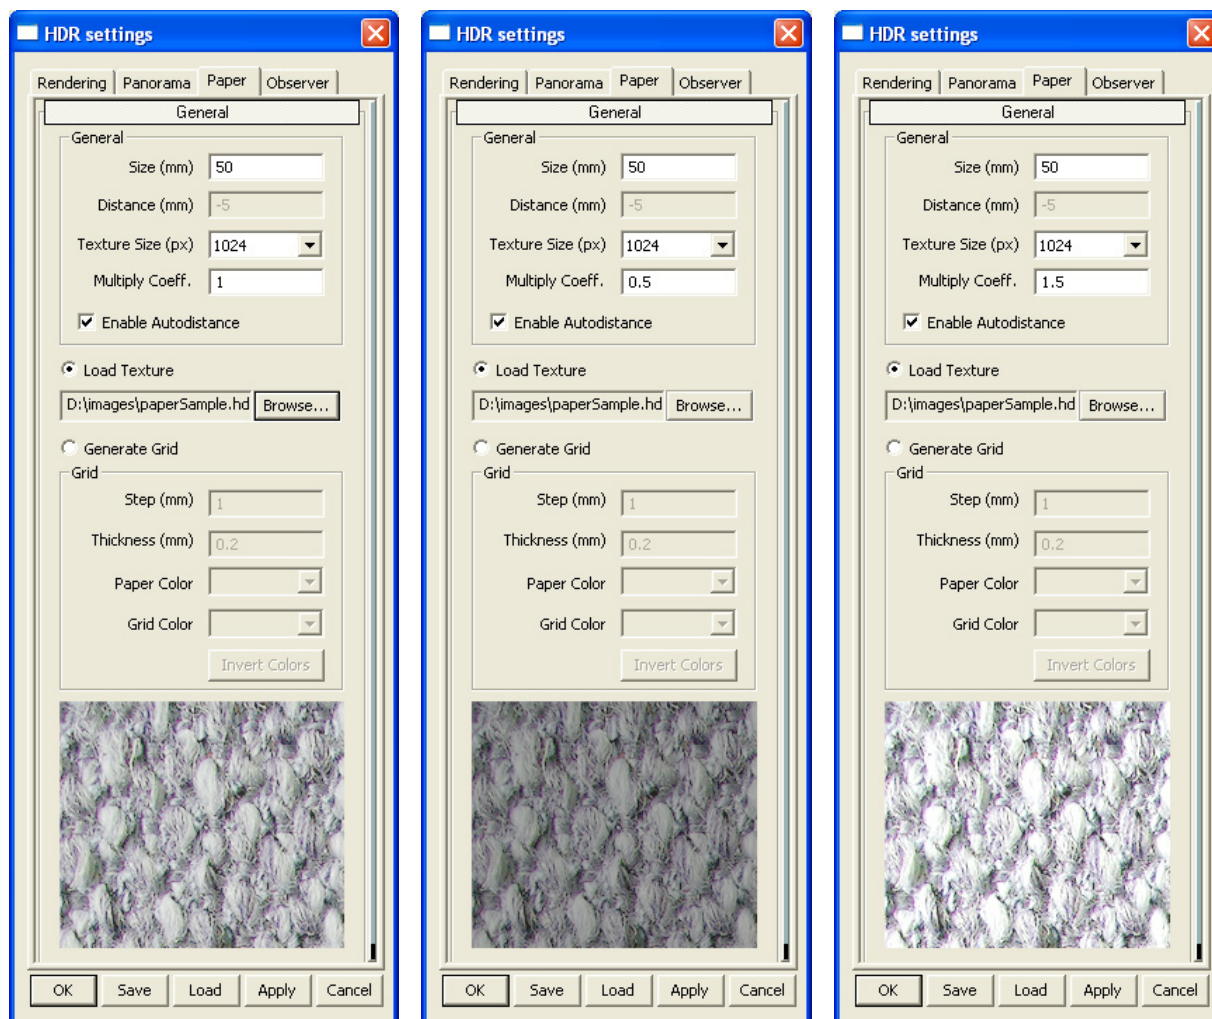 HDR settings
Rendering Panorama Paper Observer
General
General
Size (mm) 50
Distance (mm) -5
Texture Size (px) 1024
Multiply Coeff. 1
Enable Autodistance
Load Texture
D:\images\paperSample.hd Browse...
Generate Grid
Grid
Step (mm) 1
Thickness (mm) 0.2
Paper Color
Grid Color
Invert Colors
OK Save Load Apply Cancel
HDR settings
Rendering Panorama Paper Observer
General
General
Size (mm) 50
Distance (mm) -5
Texture Size (px) 1024
Multiply Coeff. 0.5
Enable Autodistance
Load Texture
D:\images\paperSample.hd Browse...
Generate Grid
Grid
Step (mm) 1
Thickness (mm) 0.2
Paper Color
Grid Color
Invert Colors
OK Save Load Apply Cancel
HDR settings
Rendering Panorama Paper Observer
General
General
Size (mm) 50
Distance (mm) -5
Texture Size (px) 1024
Multiply Coeff. 1.5
Enable Autodistance
Load Texture
D:\images\paperSample.hd Browse...
Generate Grid
Grid
Step (mm) 1
Thickness (mm) 0.2
Paper Color
Grid Color
Invert Colors
OK Save Load Apply Cancel